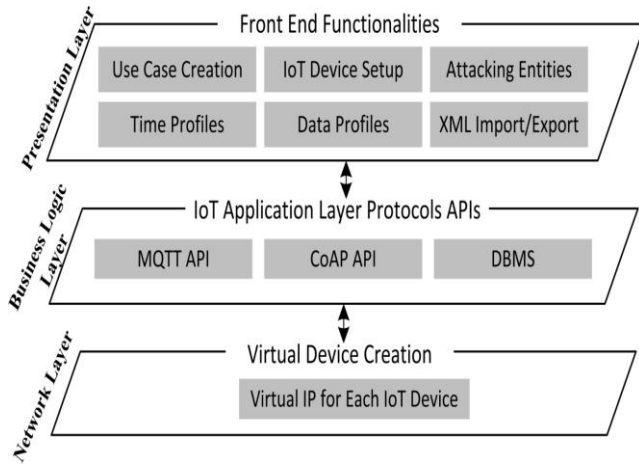 Presentation Layer
Front End Functionalities
Use Case Creation
IoT Device Setup
Attacking Entities
Time Profiles
Data Profiles
XML Import/Export
Business Logic
Layer
IoT Application Layer Protocols APIs
MQTT API
CoAP API
DBMS
Network Layer
Virtual Device Creation
Virtual IP for Each IoT Device